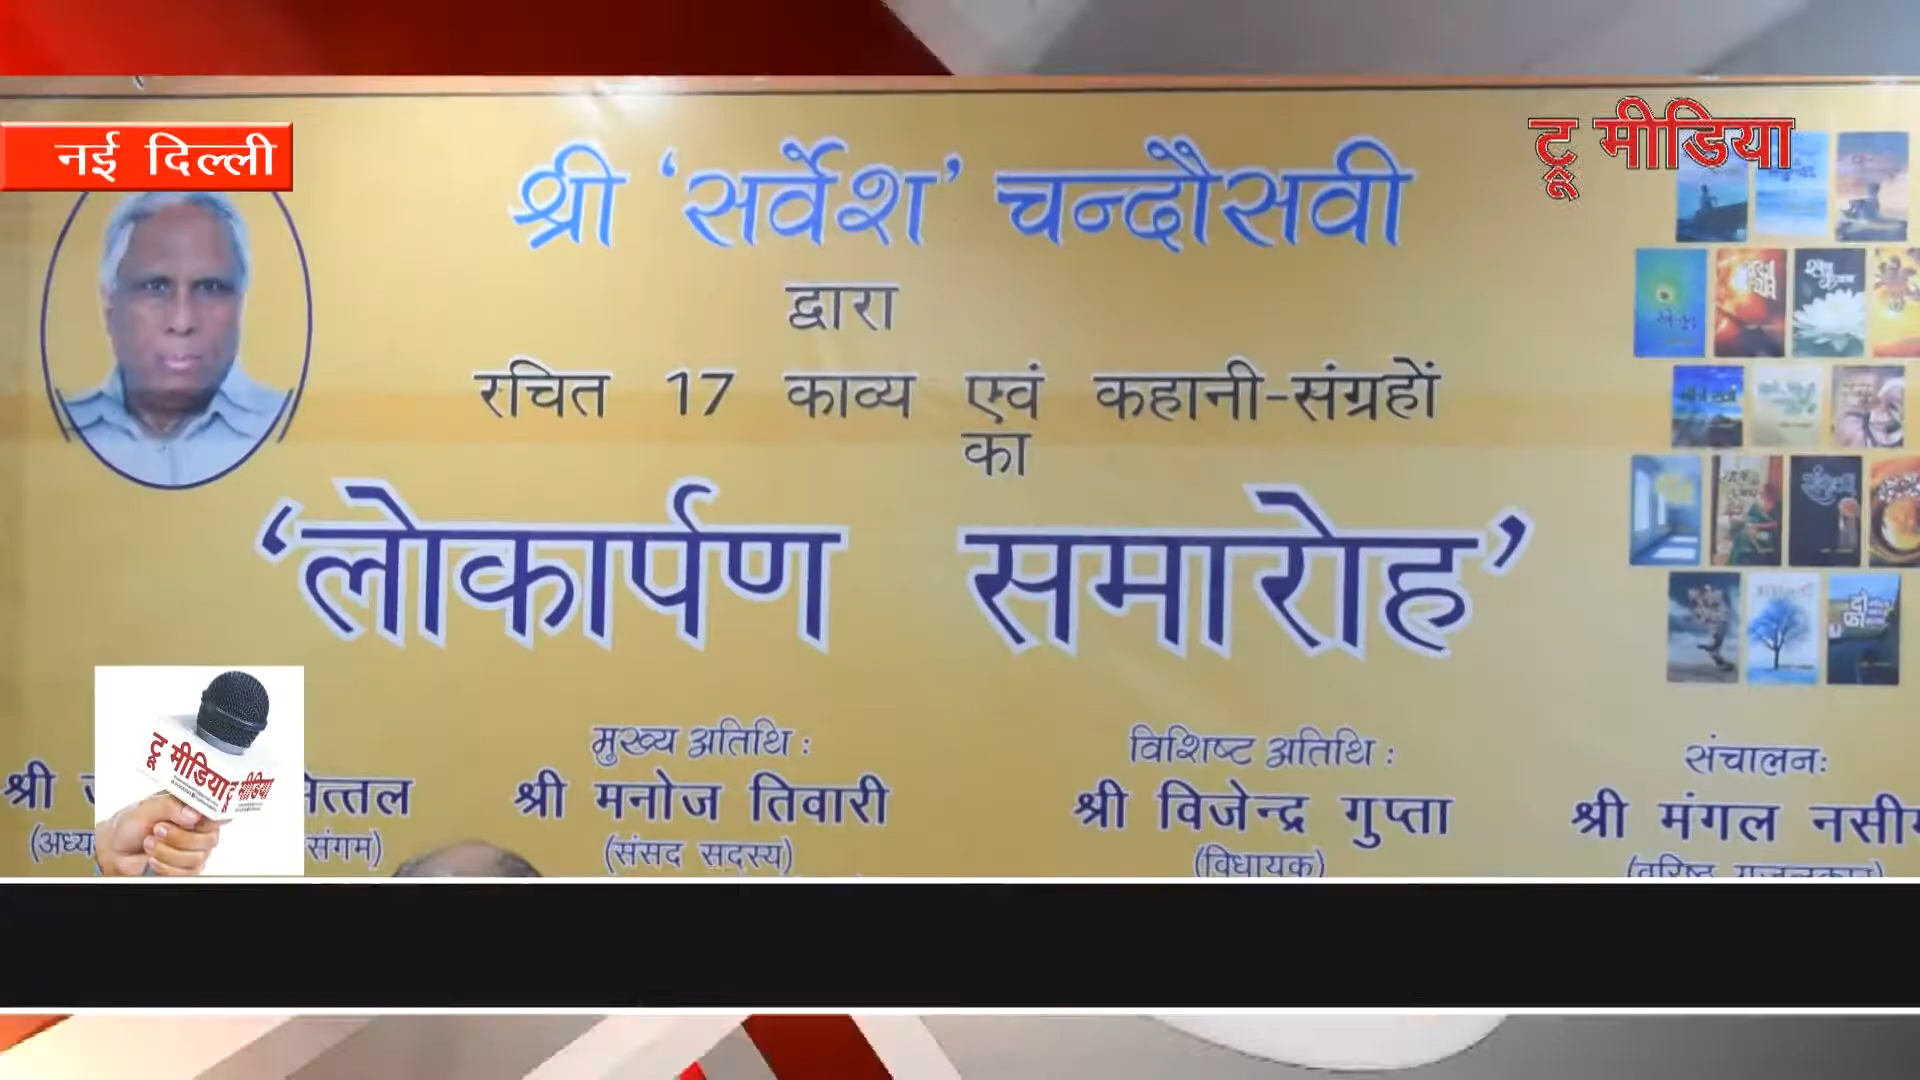 नई दिल्ली
टू मीडिया
श्री ‘सर्वेश’ चन्दौसवी
द्वारा
रचित 17 काव्य एवं कहानी-संग्रहों
का
‘लोकार्पण समारोह’
मुख्य अतिथि :
विशिष्ट अतिथि :
संचालन:
श्री
श्री मनोज तिवारी
श्री विजेन्द्र गुप्ता
श्री मंगल
संगम)
(संसद सदस्य)
(विधायक)
टू मीडिया